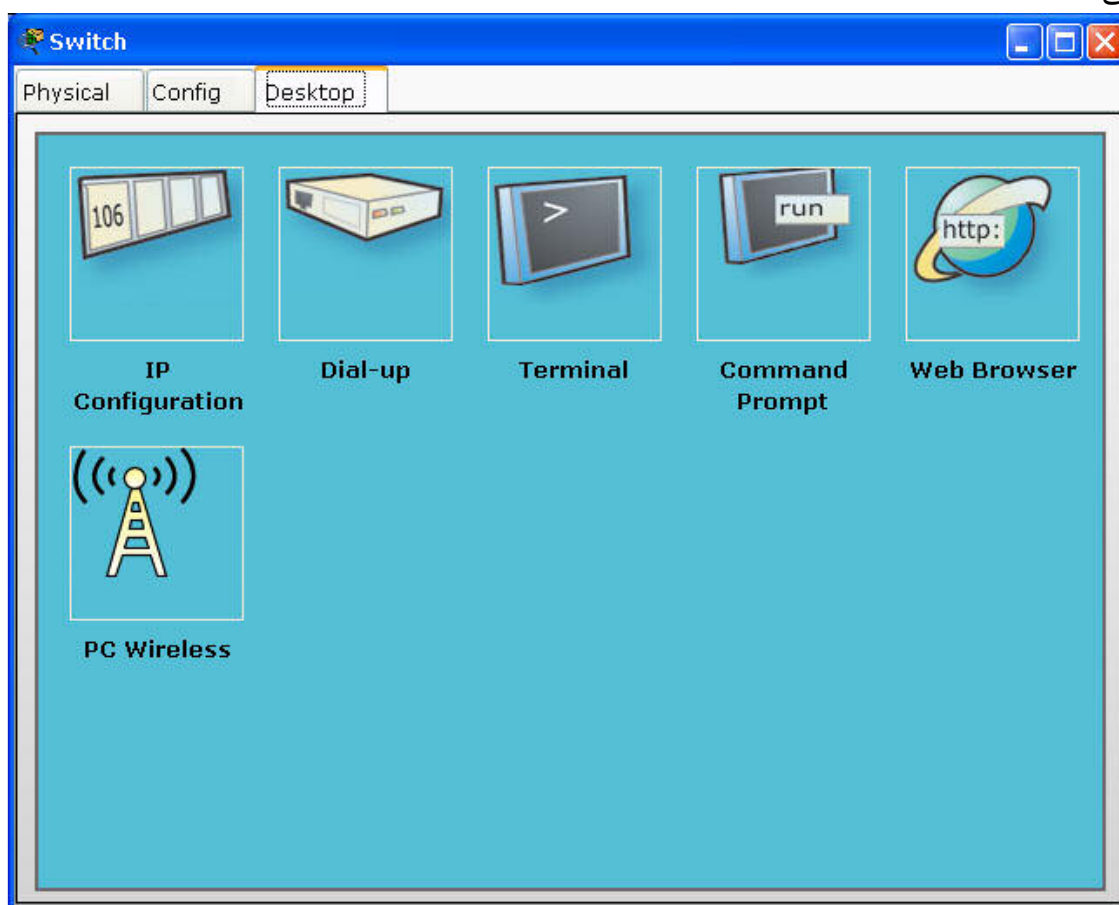 Switch
Physical Config Desktop
106
>
run
http:
IP Configuration
Dial-up
Terminal
Command Prompt
Web Browser
PC Wireless